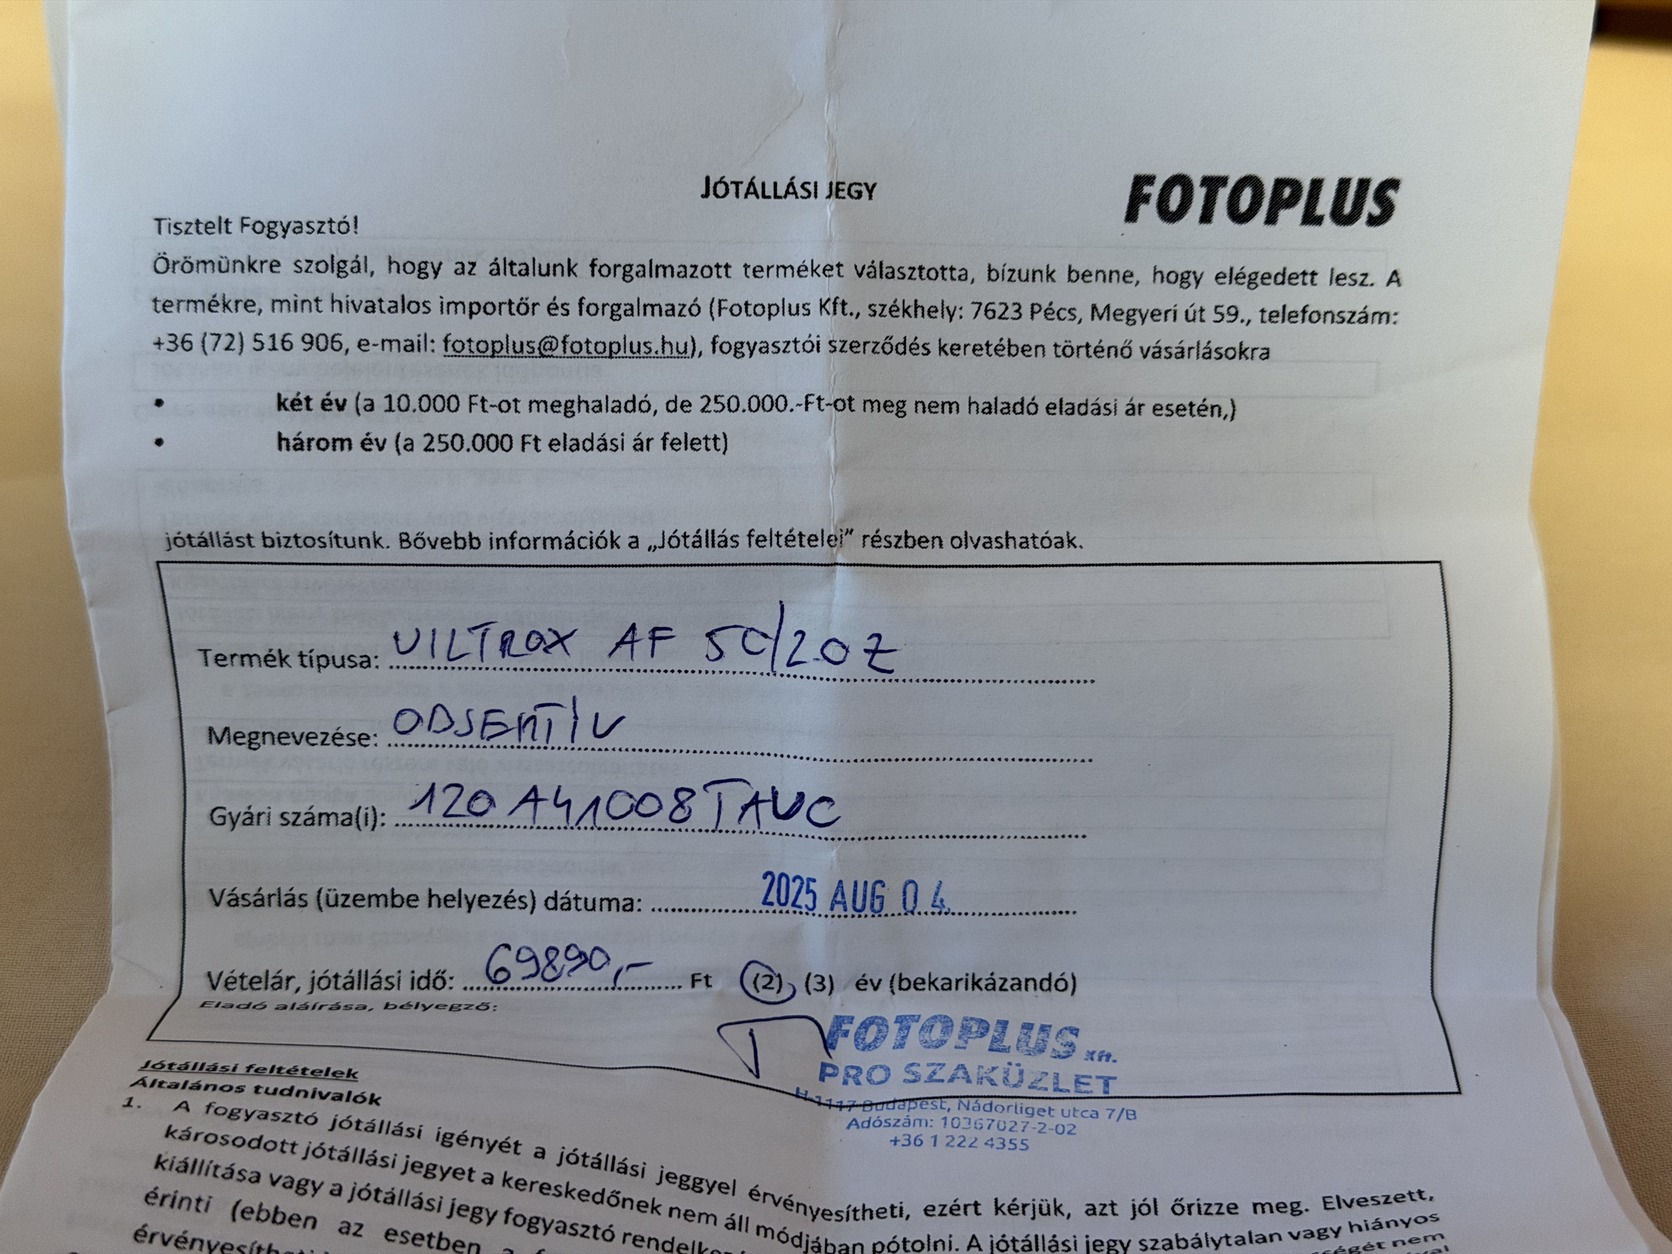 JÓTÁLLÁSI JEGY
FOTOPLUS
Tisztelt Fogyasztó!
Örömünkre szolgál, hogy az általunk forgalmazott terméket választotta, bízunk benne, hogy elégedett lesz. A
termékre, mint hivatalos importőr és forgalmazó (Fotoplus Kft., székhely: 7623 Pécs, Megyeri út 59., telefonszám:
+36 (72) 516 906, e-mail: fotoplus@fotoplus.hu), fogyasztói szerződés keretében történő vásárlásokra
• két év (a 10.000 Ft-ot meghaladó, de 250.000.-Ft-ot meg nem haladó eladási ár esetén,)
• három év (a 250.000 Ft eladási ár felett)
jótállást biztosítunk. Bővebb információk a „Jótállás feltételei” részben olvashatóak.
Termék típusa: VILTROX AF 50/2.0 Z
Megnevezése: OBJEKTÍV
Gyári száma(i): 120A41008TAUC
Vásárlás (üzembe helyezés) dátuma: 2025 AUG 04.
Vételár, jótállási idő: 69890,- Ft (2), (3) év (bekarikázandó)
Eladó aláírása, bélyegző:
FOTOPLUS Kft.
PRO SZAKÜZLET
H-1117 Budapest, Nádorliget utca 7/B
Adószám: 10367027-2-02
+36 1 222 4355
Jótállási feltételek
Általános tudnivalók
1. A fogyasztó jótállási igényét a jótállási jeggyel érvényesítheti, ezért kérjük, azt jól őrizze meg. Elveszett,
károsodott jótállási jegyet a kereskedőnek nem áll módjában pótolni. A jótállási jegy szabálytalan vagy hiányos
kiállítása vagy a jótállási jegy fogyasztó nem
érinti (ebben az esetben a